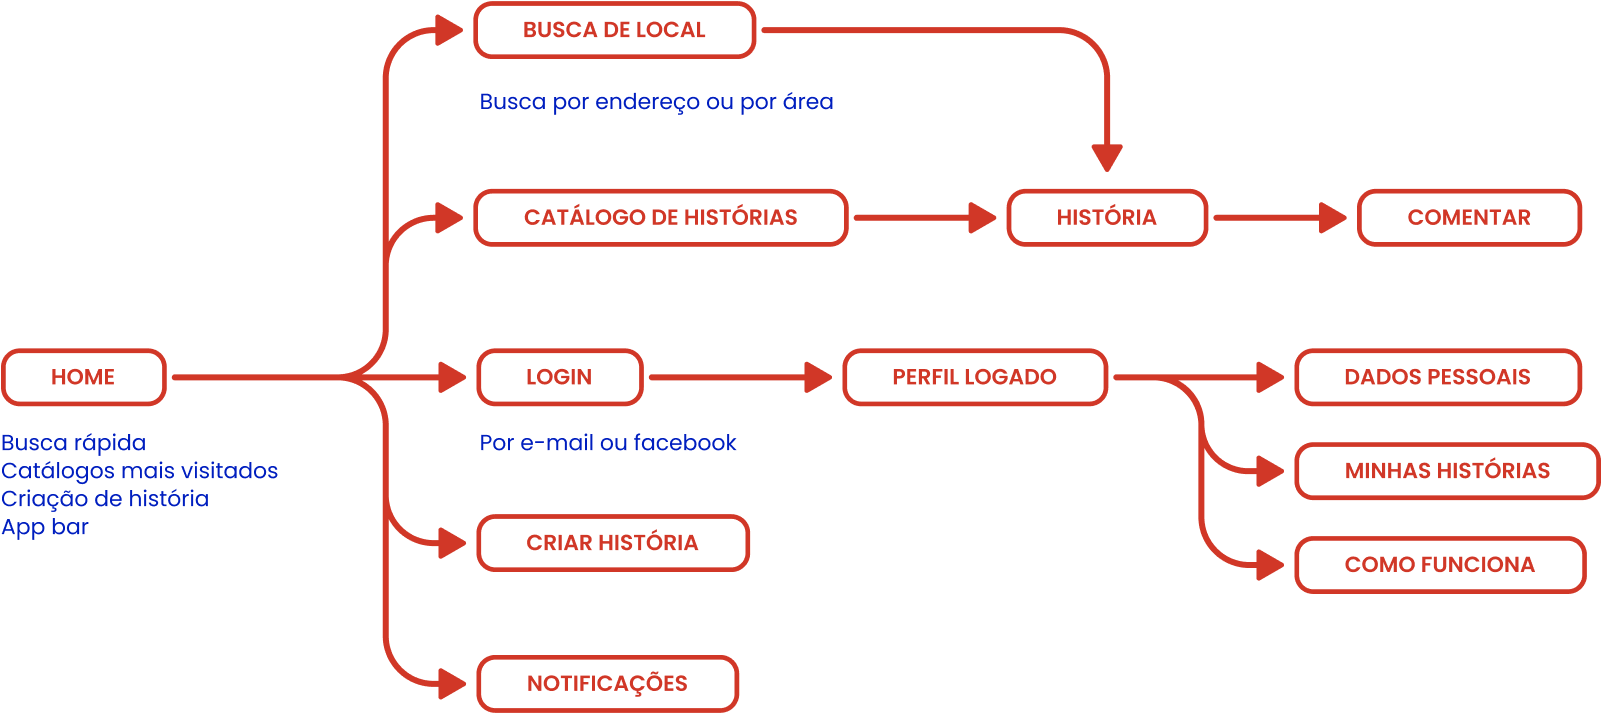 BUSCA DE LOCAL
Busca por endereço ou por área
CATÁLOGO DE HISTÓRIAS
HISTÓRIA
COMENTAR
HOME
Busca rápida
Catálogos mais visitados
Criação de história
App bar
LOGIN
Por e-mail ou facebook
PERFIL LOGADO
DADOS PESSOAIS
MINHAS HISTÓRIAS
COMO FUNCIONA
CRIAR HISTÓRIA
NOTIFICAÇÕES